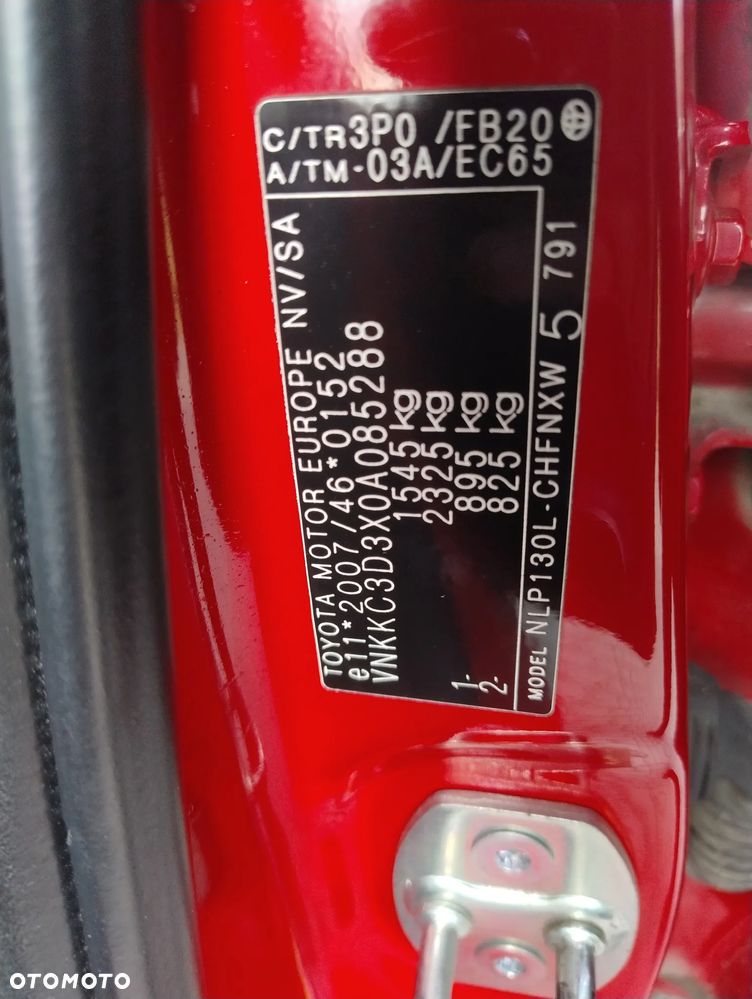 C/TR3P0 /FB20
A/TM-03A/EC65
TOYOTA MOTOR EUROPE NV/SA
e11*2007/46*0152
VNKKC3D3X0A085288
1545 kg
2325 kg
1- 895 kg
2- 825 kg
MODEL NLP130L-CHFNXW 5 791
OTOMOTO